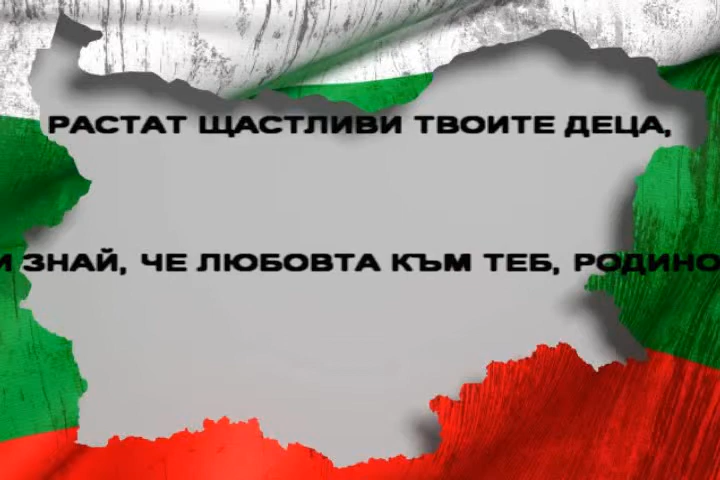 РАСТАТ ЩАСТЛИВИ ТВОИТЕ ДЕЦА,
И ЗНАЙ, ЧЕ ЛЮБОВТА КЪМ ТЕБ, РОДИНО